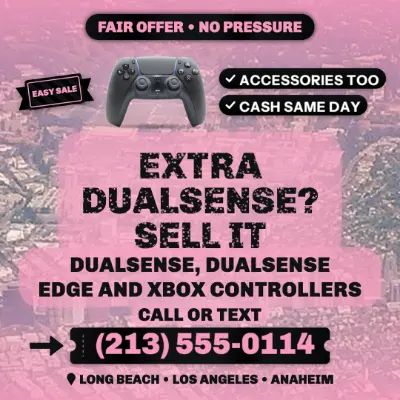 FAIR OFFER • NO PRESSURE
EASY SALE
✓ ACCESSORIES TOO
✓ CASH SAME DAY
EXTRA
DUALSENSE?
SELL IT
DUALSENSE, DUALSENSE
EDGE AND XBOX CONTROLLERS
CALL OR TEXT
(213) 555-0114
LONG BEACH • LOS ANGELES • ANAHEIM